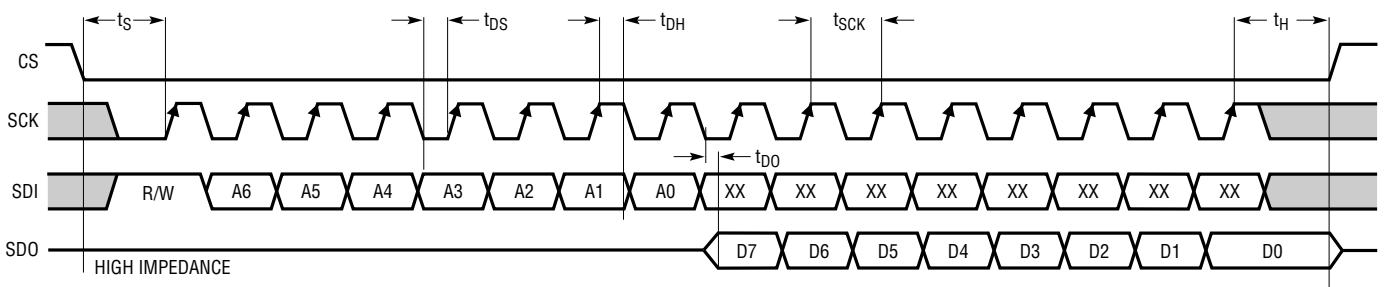 tS tDS tDH tSCK tH
CS
SCK
tDO
SDI R/W A6 A5 A4 A3 A2 A1 A0 XX XX XX XX XX XX XX XX
SDO D7 D6 D5 D4 D3 D2 D1 D0
HIGH IMPEDANCE